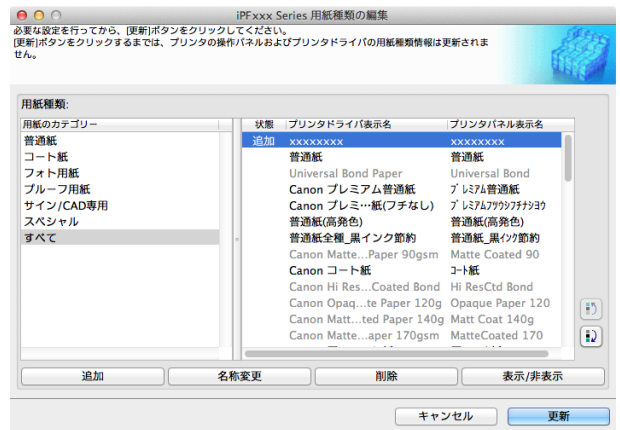 iPFxxx Series 用紙種類の編集
必要な設定を行ってから、[更新]ボタンをクリックしてください。
[更新]ボタンをクリックするまでは、プリンタの操作パネルおよびプリンタドライバの用紙種類情報は更新されま
せん。
用紙種類:
用紙のカテゴリー 状態 プリンタドライバ表示名 プリンタパネル表示名
普通紙 追加 xxxxxxxx xxxxxxxx
コート紙 普通紙 普通紙
フォト用紙 Universal Bond Paper Universal Bond
プルーフ用紙 Canon プレミアム普通紙 ﾌﾟﾚﾐｱﾑ普通紙
サイン/CAD専用 Canon プレミ…紙(フチなし) ﾌﾟﾚﾐｱﾑﾌﾂｳｼﾌﾁﾅｼﾖｳ
スペシャル 普通紙(高発色) 普通紙(高発色)
すべて 普通紙全種_黒インク節約 普通紙_黒ｲﾝｸ節約
Canon Matte...Paper 90gsm Matte Coated 90
Canon コート紙 ｺｰﾄ紙
Canon Hi Res...Coated Bond Hi ResCtd Bond
Canon Opaq...te Paper 120g Opaque Paper 120
Canon Matt...ted Paper 140g Matt Coat 140g
Canon Matte...aper 170gsm MatteCoated 170
追加 名称変更 削除 表示/非表示
キャンセル 更新